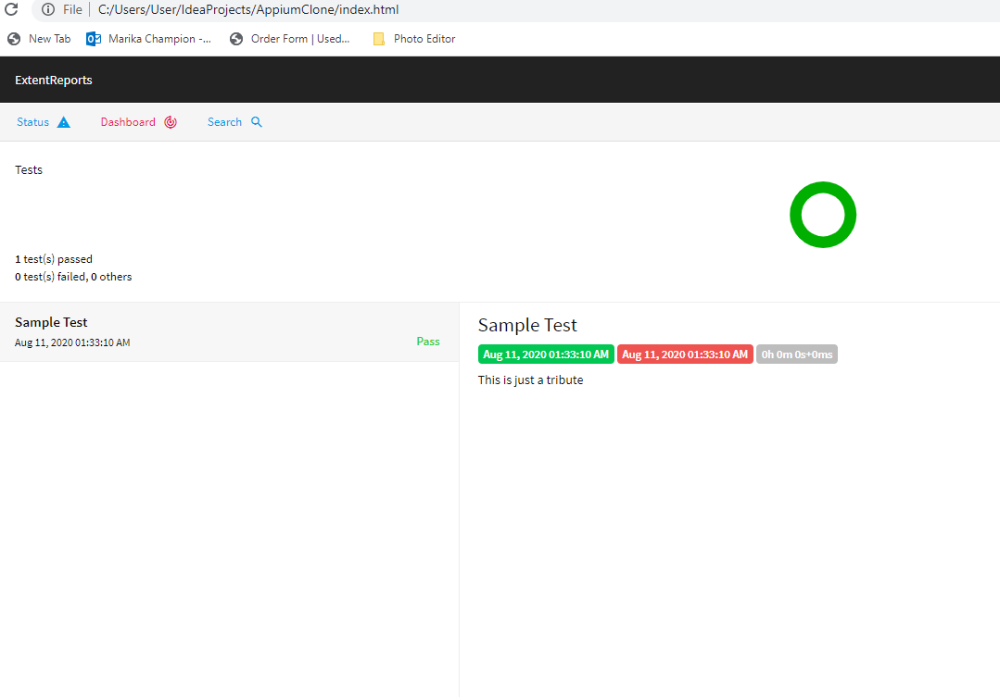 File C:/Users/User/IdeaProjects/AppiumClone/index.html
New Tab Marika Champion -... Order Form | Used... Photo Editor
ExtentReports
Status Dashboard Search
Tests
1 test(s) passed
0 test(s) failed, 0 others
Sample Test
Aug 11, 2020 01:33:10 AM
Pass
Sample Test
Aug 11, 2020 01:33:10 AM Aug 11, 2020 01:33:10 AM 0h 0m 0s+0ms
This is just a tribute